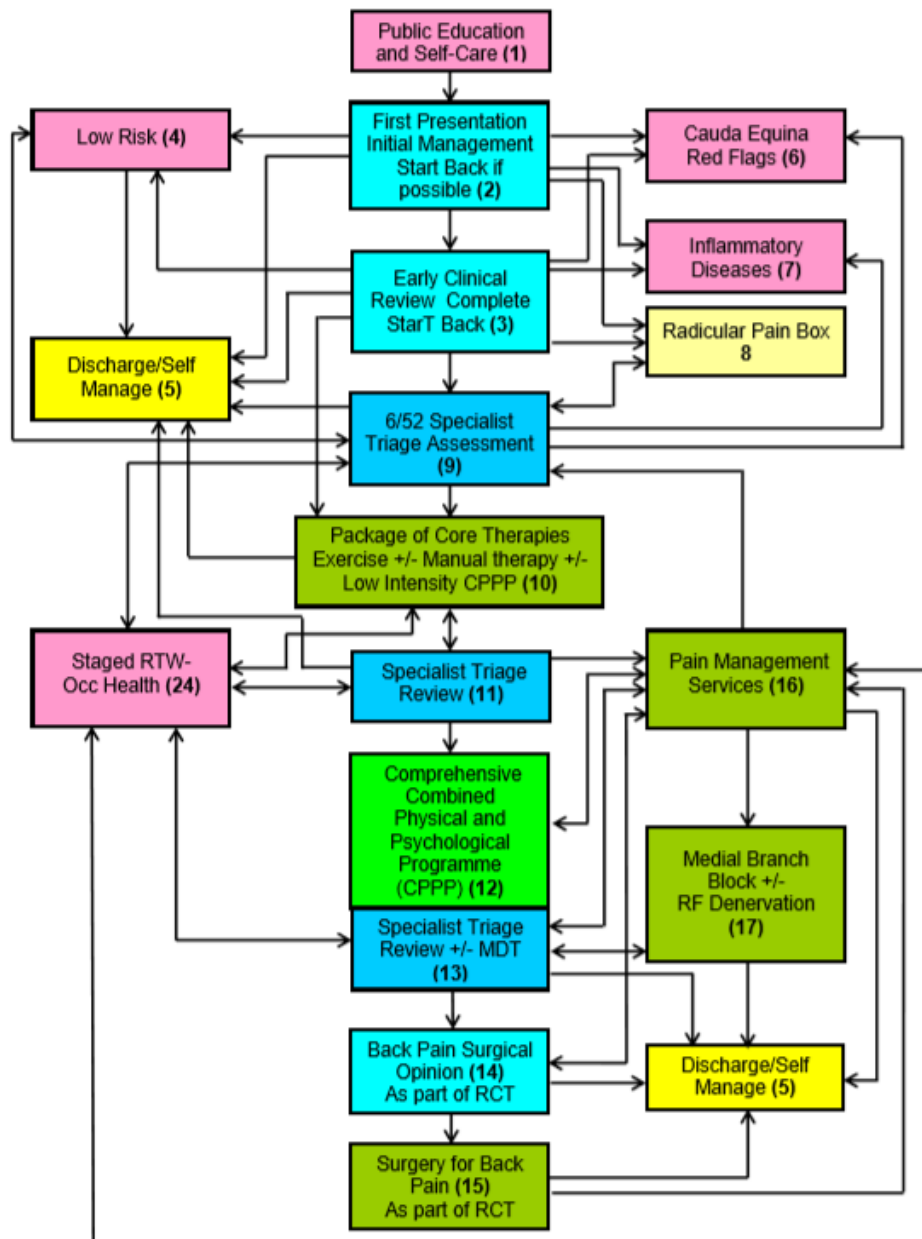 Public Education
and Self-Care (1)
First Presentation
Initial Management
Start Back if
possible (2)
Low Risk (4)
Cauda Equina
Red Flags (6)
Early Clinical
Review Complete
StarT Back (3)
Inflammatory
Diseases (7)
Radicular Pain Box
8
Discharge/Self
Manage (5)
6/52 Specialist
Triage Assessment
(9)
Package of Core Therapies
Exercise +/- Manual therapy +/-
Low Intensity CPPP (10)
Staged RTW-
Occ Health (24)
Specialist Triage
Review (11)
Pain Management
Services (16)
Comprehensive
Combined
Physical and
Psychological
Programme
(CPPP) (12)
Medial Branch
Block +/-
RF Denervation
(17)
Specialist Triage
Review +/- MDT
(13)
Back Pain Surgical
Opinion (14)
As part of RCT
Discharge/Self
Manage (5)
Surgery for Back
Pain (15)
As part of RCT